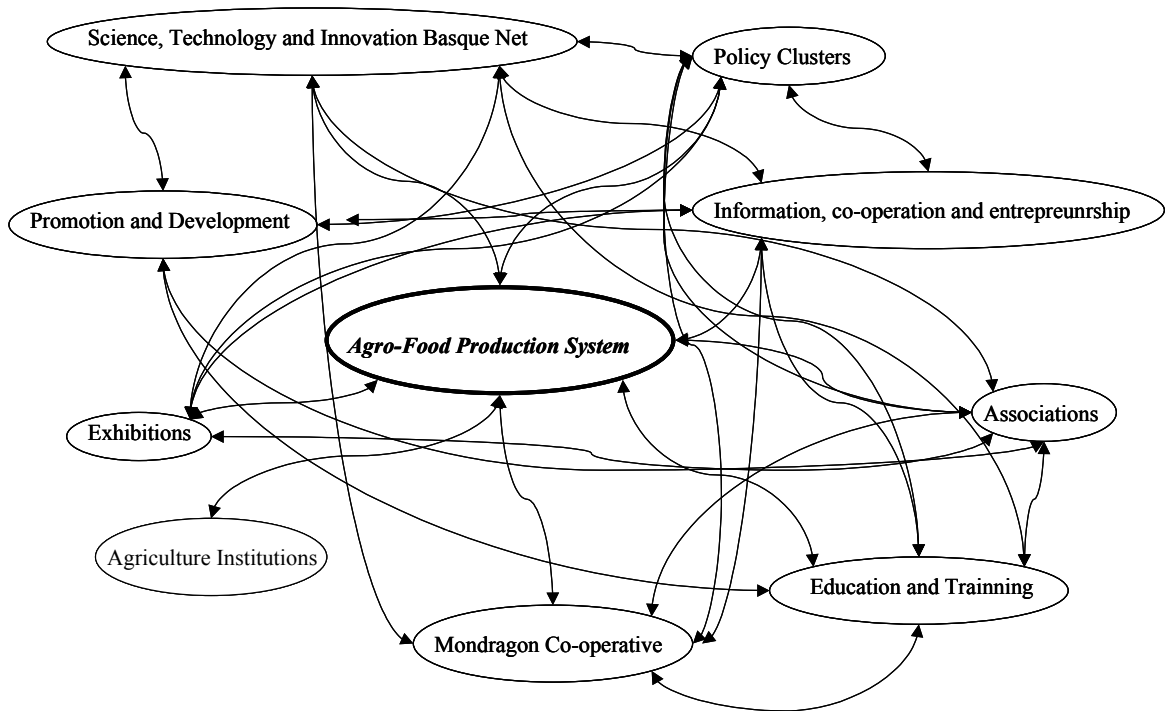 Science, Technology and Innovation Basque Net
Policy Clusters
Promotion and Development
Information, co-operation and entrepreunrship
Agro-Food Production System
Exhibitions
Associations
Agriculture Institutions
Education and Trainning
Mondragon Co-operative